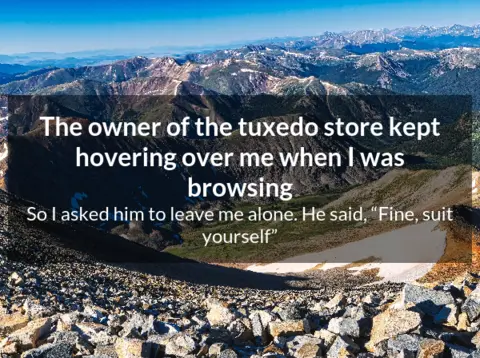 The owner of the tuxedo store kept
hovering over me when I was
browsing
So I asked him to leave me alone. He said, “Fine, suit
yourself”